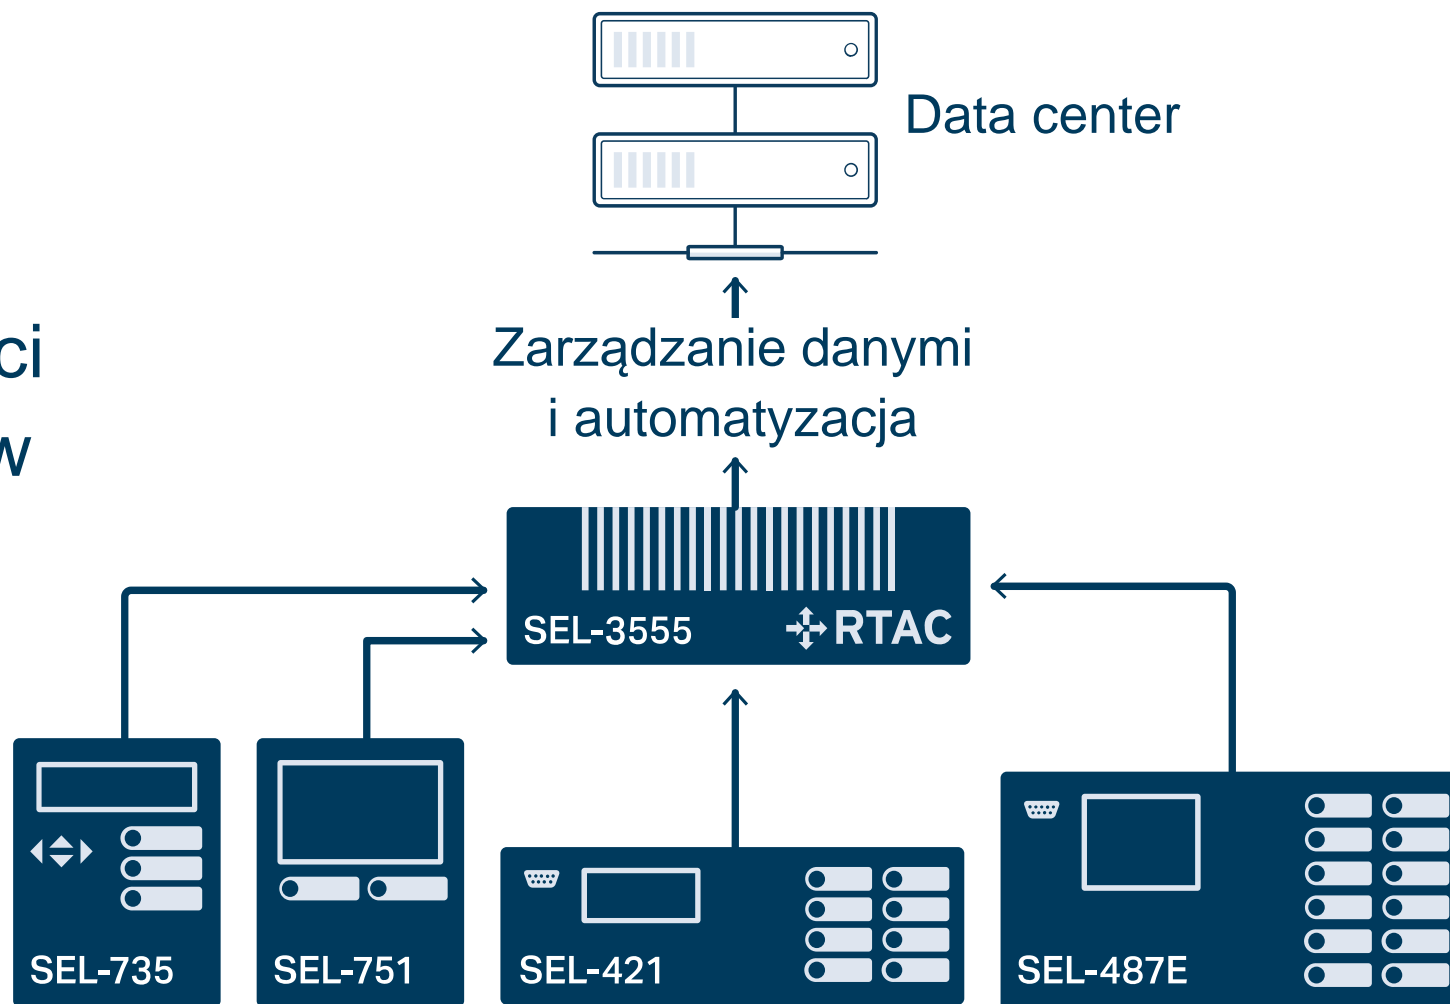 Data center
Zarządzanie danymi
i automatyzacja
SEL-3555
RTAC
SEL-735
SEL-751
SEL-421
SEL-487E